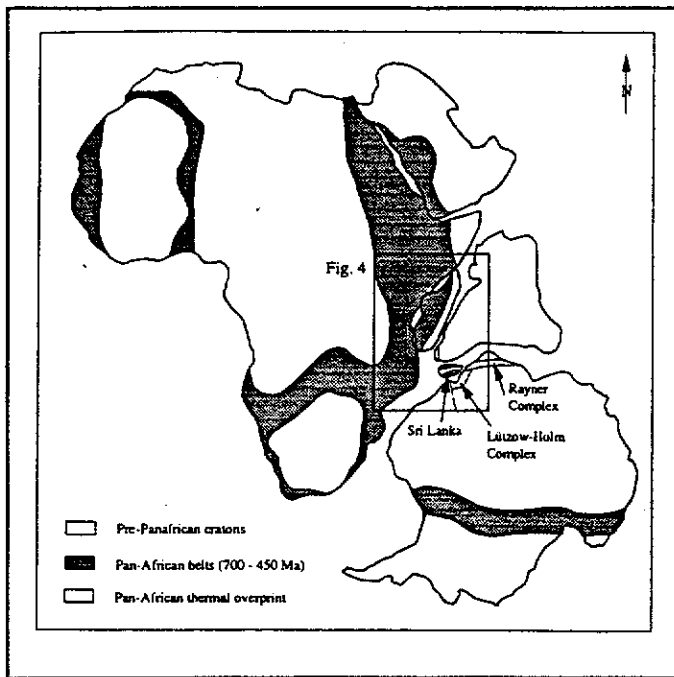 N
Fig. 4
Rayner
Complex
Sri Lanka
Lützow-Holm
Complex
Pre-Panafrican cratons
Pan-African belts (700 - 450 Ma)
Pan-African thermal overprint